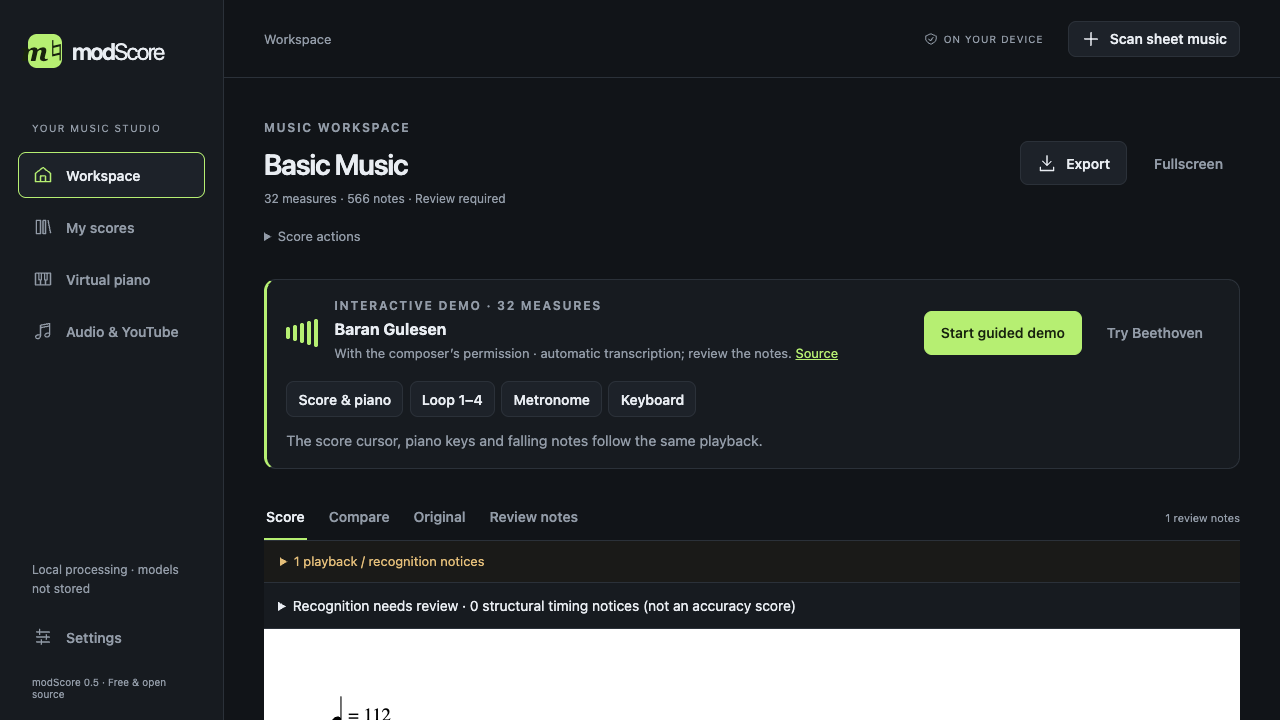 modScore
YOUR MUSIC STUDIO
Workspace
My scores
Virtual piano
Audio & YouTube
Local processing · models
not stored
Settings
modScore 0.5 · Free & open
source
Workspace
ON YOUR DEVICE
Scan sheet music
MUSIC WORKSPACE
Basic Music
32 measures · 566 notes · Review required
Export
Fullscreen
Score actions
INTERACTIVE DEMO · 32 MEASURES
Baran Gulesen
With the composer’s permission · automatic transcription; review the notes. Source
Start guided demo
Try Beethoven
Score & piano
Loop 1–4
Metronome
Keyboard
The score cursor, piano keys and falling notes follow the same playback.
Score
Compare
Original
Review notes
1 review notes
1 playback / recognition notices
Recognition needs review · 0 structural timing notices (not an accuracy score)
= 112